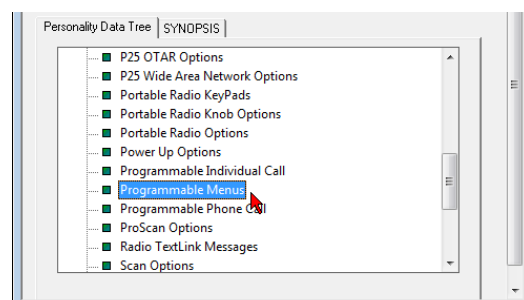 Personality Data Tree SYNOPSIS
P25 OTAR Options
P25 Wide Area Network Options
Portable Radio KeyPads
Portable Radio Knob Options
Portable Radio Options
Power Up Options
Programmable Individual Call
Programmable Menus
Programmable Phone Call
ProScan Options
Radio TextLink Messages
Scan Options